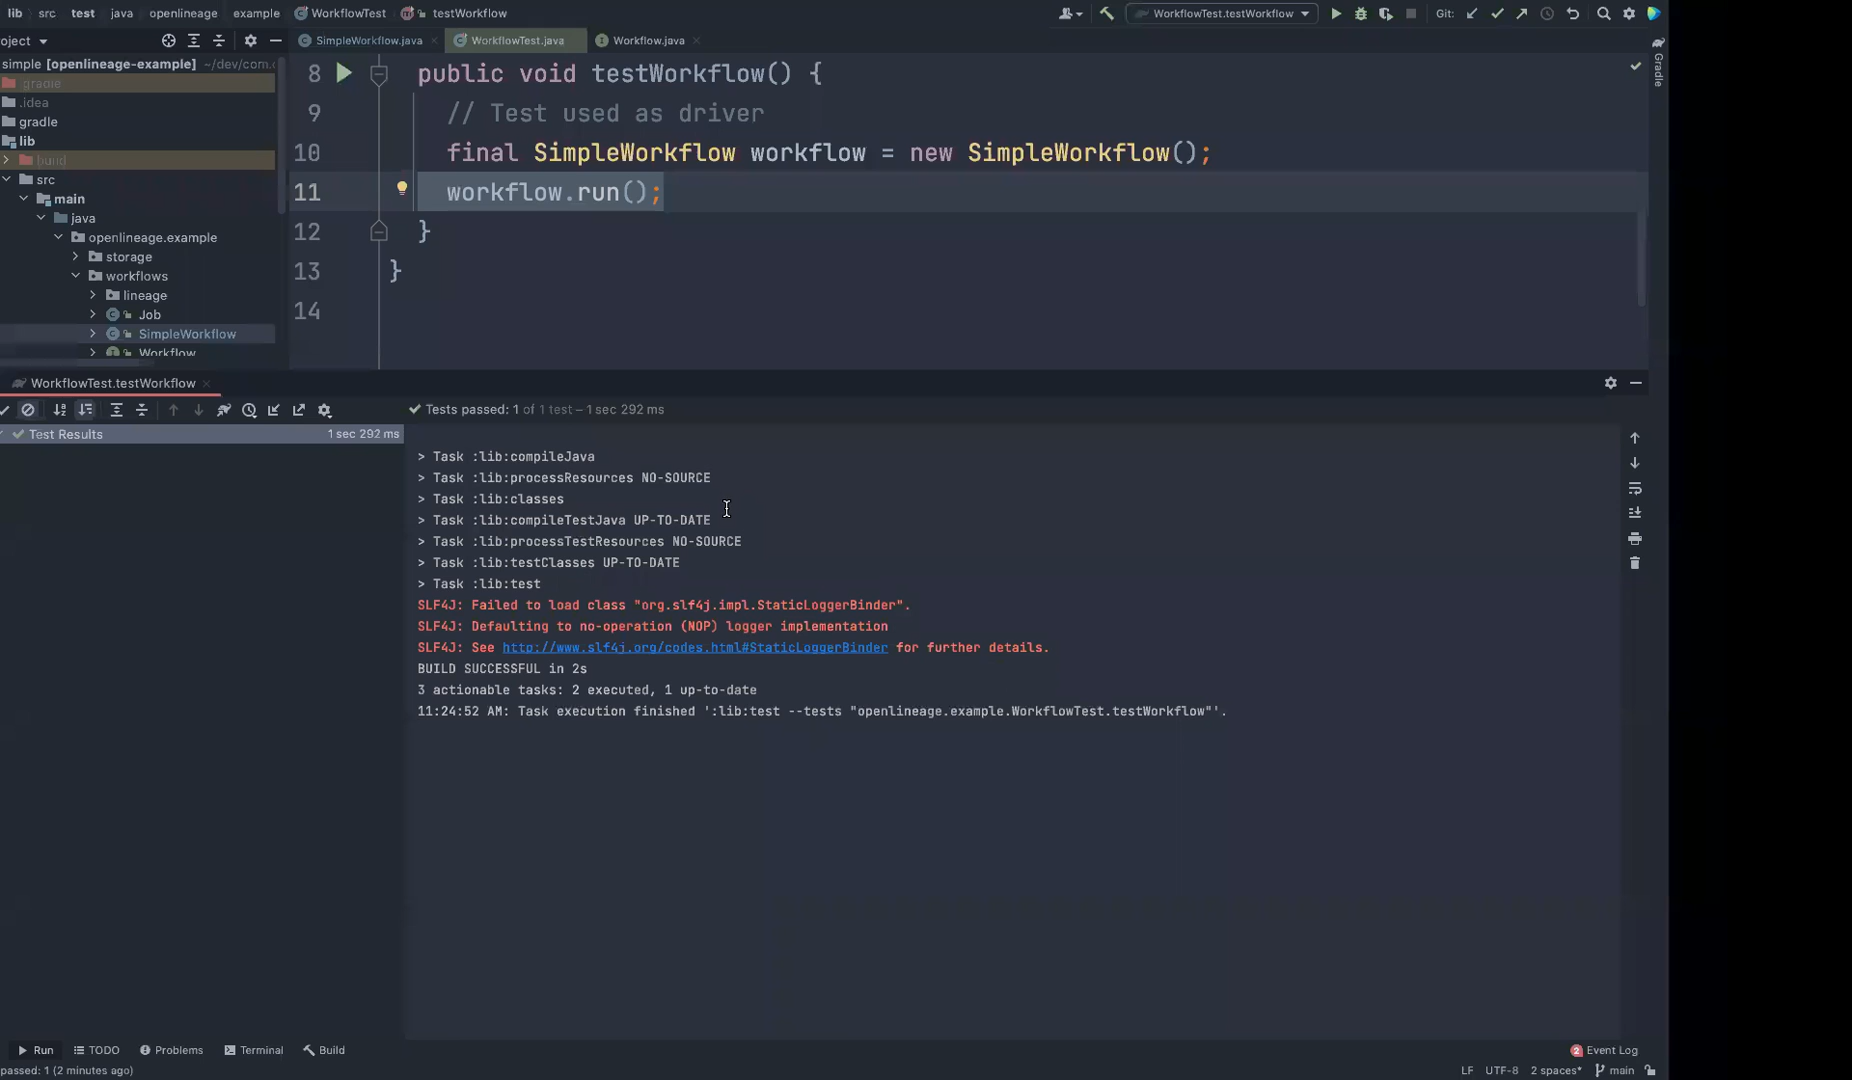 lib src test java openlineage example WorkflowTest testWorkflow WorkflowTest.testWorkflow Git:
oject SimpleWorkflow.java WorkflowTest.java Workflow.java
simple [openlineage-example] ~/dev/com.
gradle
.idea
gradle
lib
build
src
main
java
openlineage.example
storage
workflows
lineage
Job
SimpleWorkflow
Workflow
8 public void testWorkflow() {
9 // Test used as driver
10 final SimpleWorkflow workflow = new SimpleWorkflow();
11 workflow.run();
12 }
13 }
14
Gradle
WorkflowTest.testWorkflow
Tests passed: 1 of 1 test – 1 sec 292 ms
Test Results 1 sec 292 ms
> Task :lib:compileJava
> Task :lib:processResources NO-SOURCE
> Task :lib:classes
> Task :lib:compileTestJava UP-TO-DATE
> Task :lib:processTestResources NO-SOURCE
> Task :lib:testClasses UP-TO-DATE
> Task :lib:test
SLF4J: Failed to load class "org.slf4j.impl.StaticLoggerBinder".
SLF4J: Defaulting to no-operation (NOP) logger implementation
SLF4J: See http://www.slf4j.org/codes.html#StaticLoggerBinder for further details.
BUILD SUCCESSFUL in 2s
3 actionable tasks: 2 executed, 1 up-to-date
11:24:52 AM: Task execution finished ':lib:test --tests "openlineage.example.WorkflowTest.testWorkflow"'.
Run TODO Problems Terminal Build 2 Event Log
passed: 1 (2 minutes ago) LF UTF-8 2 spaces* main